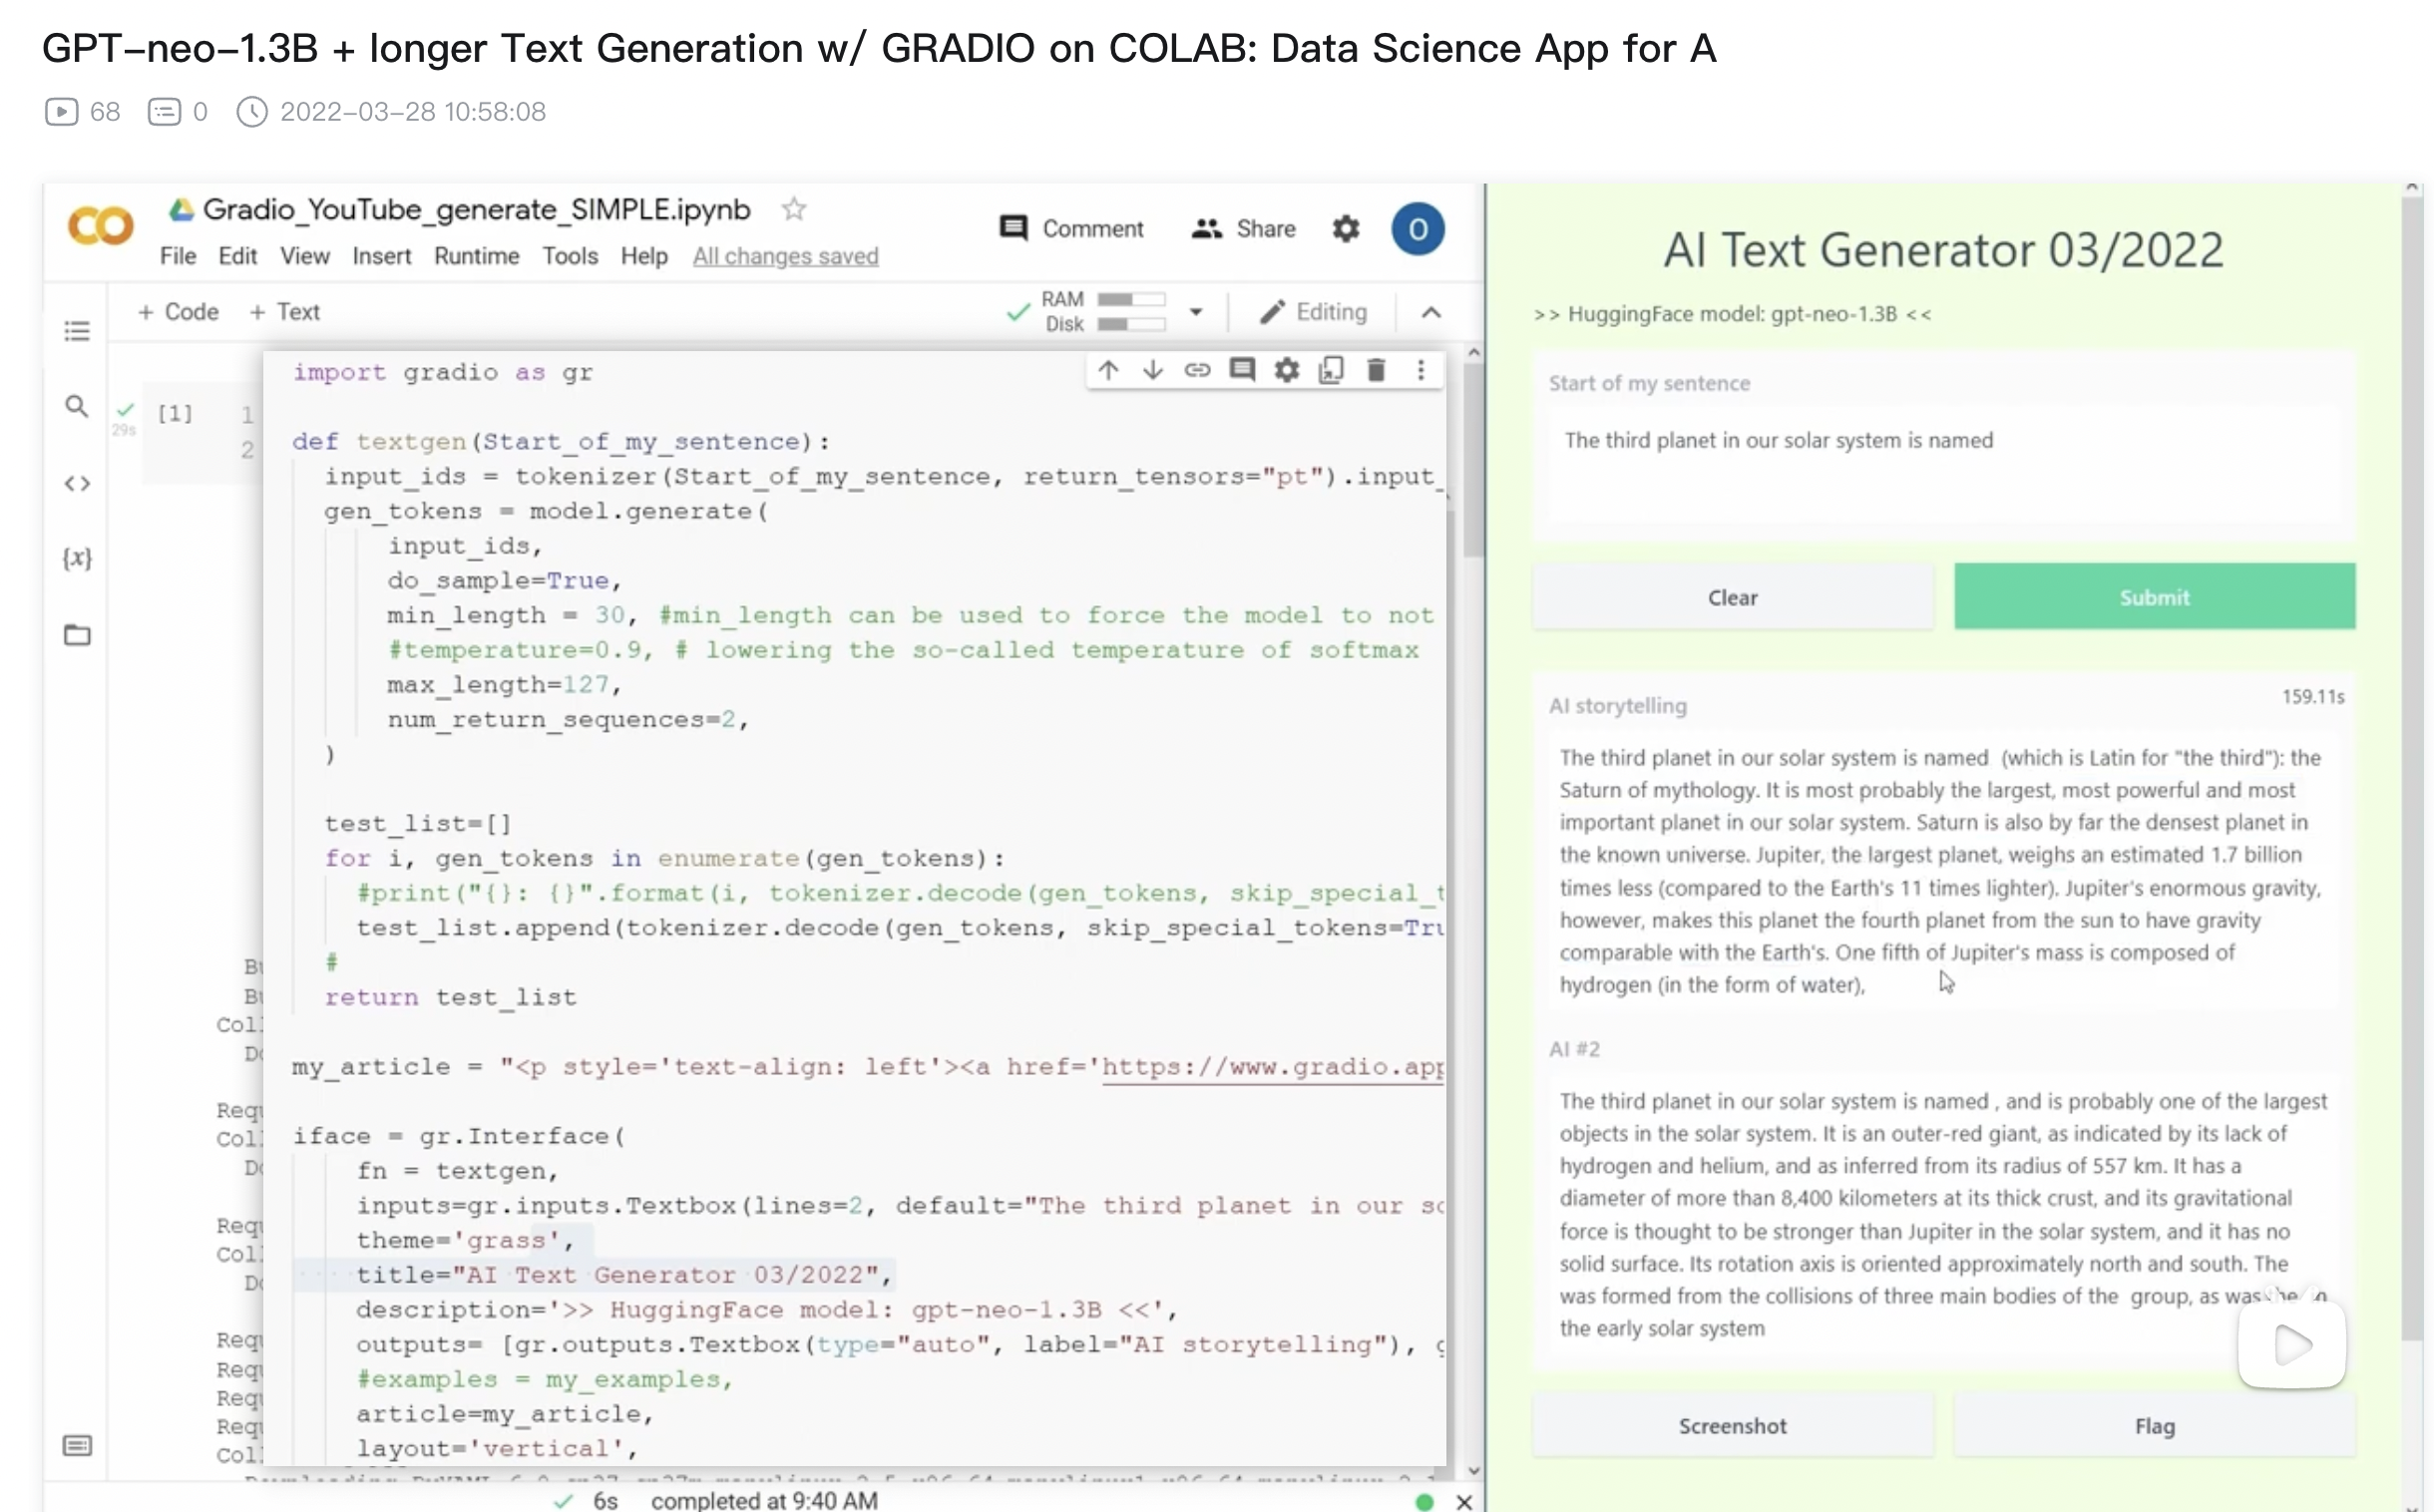 GPT-neo-1.3B + longer Text Generation w/ GRADIO on COLAB: Data Science App for A
68 0 2022-03-28 10:58:08
Gradio_YouTube_generate_SIMPLE.ipynb
File Edit View Insert Runtime Tools Help All changes saved
Comment Share O
+ Code + Text
RAM
Disk
Editing
29s
[1] 1
2
import gradio as gr
def textgen(Start_of_my_sentence):
input_ids = tokenizer(Start_of_my_sentence, return_tensors="pt").input_
gen_tokens = model.generate(
input_ids,
do_sample=True,
min_length = 30, #min_length can be used to force the model to not
#temperature=0.9, # lowering the so-called temperature of softmax
max_length=127,
num_return_sequences=2,
)
test_list=[]
for i, gen_tokens in enumerate(gen_tokens):
#print("{}: {}".format(i, tokenizer.decode(gen_tokens, skip_special_t
test_list.append(tokenizer.decode(gen_tokens, skip_special_tokens=Tru
#
return test_list
my_article = "<p style='text-align: left'><a href='https://www.gradio.app
iface = gr.Interface(
fn = textgen,
inputs=gr.inputs.Textbox(lines=2, default="The third planet in our so
theme='grass',
title="AI Text Generator 03/2022",
description='>> HuggingFace model: gpt-neo-1.3B <<',
outputs= [gr.outputs.Textbox(type="auto", label="AI storytelling"), g
#examples = my_examples,
article=my_article,
layout='vertical',
6s completed at 9:40 AM
AI Text Generator 03/2022
>> HuggingFace model: gpt-neo-1.3B <<
Start of my sentence
The third planet in our solar system is named
Clear
Submit
AI storytelling
159.11s
The third planet in our solar system is named (which is Latin for "the third"): the
Saturn of mythology. It is most probably the largest, most powerful and most
important planet in our solar system. Saturn is also by far the densest planet in
the known universe. Jupiter, the largest planet, weighs an estimated 1.7 billion
times less (compared to the Earth's 11 times lighter). Jupiter's enormous gravity,
however, makes this planet the fourth planet from the sun to have gravity
comparable with the Earth's. One fifth of Jupiter's mass is composed of
hydrogen (in the form of water),
AI #2
The third planet in our solar system is named , and is probably one of the largest
objects in the solar system. It is an outer-red giant, as indicated by its lack of
hydrogen and helium, and as inferred from its radius of 557 km. It has a
diameter of more than 8,400 kilometers at its thick crust, and its gravitational
force is thought to be stronger than Jupiter in the solar system, and it has no
solid surface. Its rotation axis is oriented approximately north and south. The
was formed from the collisions of three main bodies of the group, as was
the early solar system
Screenshot
Flag